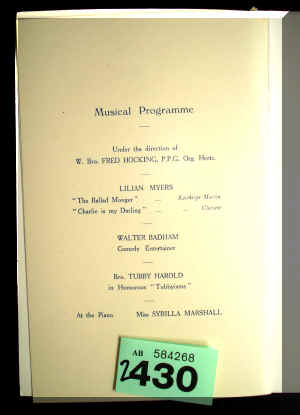 Musical Programme
Under the direction of
W. Bro. FRED HOCKING, P.P.G. Org. Herts.
LILIAN MYERS
"The Ballad Monger" ... Easthope Martin
"Charlie is my Darling" ...
WALTER BADHAM
Comedy Entertainer
Bro. TUBBY HAROLD
in Humorous "Tubbyisms"
At the Piano Miss SYBILLA MARSHALL
AB 584268
2430